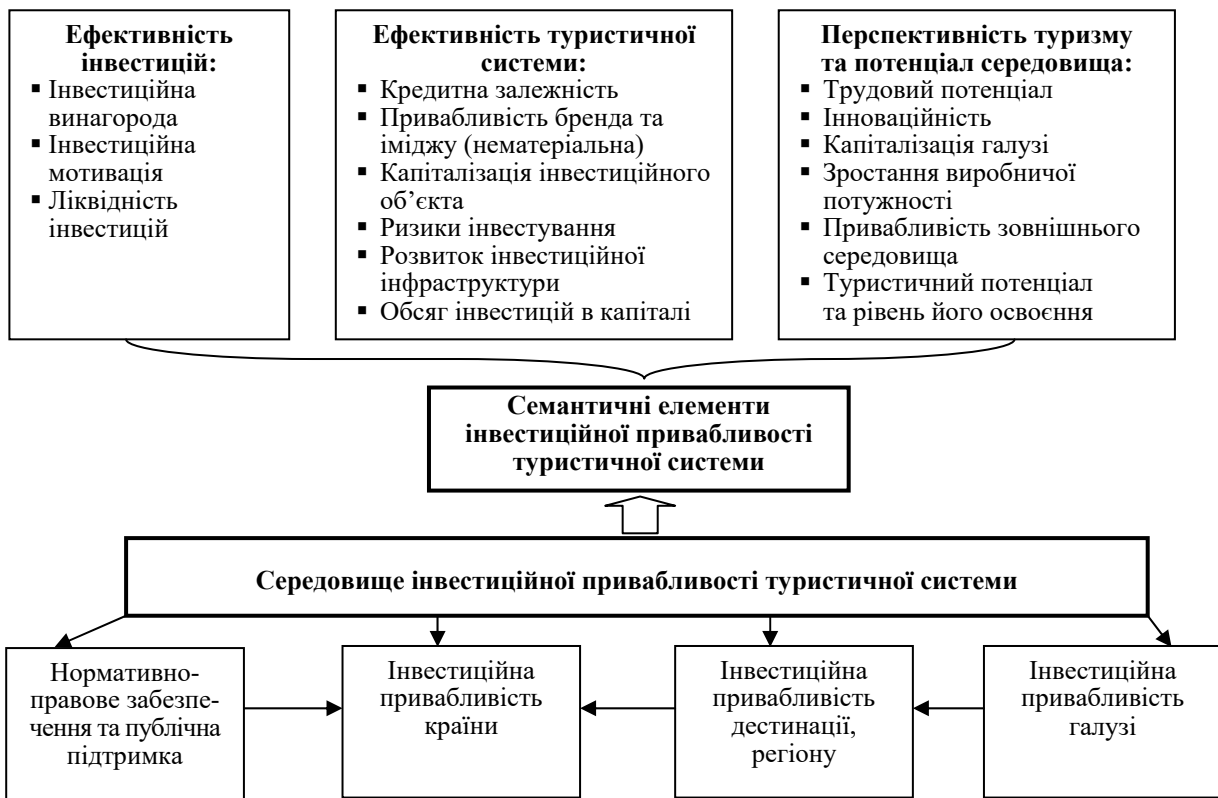 Ефективність
інвестицій:
▪ Інвестиційна
винагорода
▪ Інвестиційна
мотивація
▪ Ліквідність
інвестицій
Ефективність туристичної
системи:
▪ Кредитна залежність
▪ Привабливість бренда та
іміджу (нематеріальна)
▪ Капіталізація інвестиційного
об’єкта
▪ Ризики інвестування
▪ Розвиток інвестиційної
інфраструктури
▪ Обсяг інвестицій в капіталі
Перспективність туризму
та потенціал середовища:
▪ Трудовий потенціал
▪ Інноваційність
▪ Капіталізація галузі
▪ Зростання виробничої
потужності
▪ Привабливість зовнішнього
середовища
▪ Туристичний потенціал
та рівень його освоєння
Семантичні елементи
інвестиційної привабливості
туристичної системи
Середовище інвестиційної привабливості туристичної системи
Нормативно-
правове забезпе-
чення та публічна
підтримка
Інвестиційна
привабливість
країни
Інвестиційна
привабливість
дестинації,
регіону
Інвестиційна
привабливість
галузі